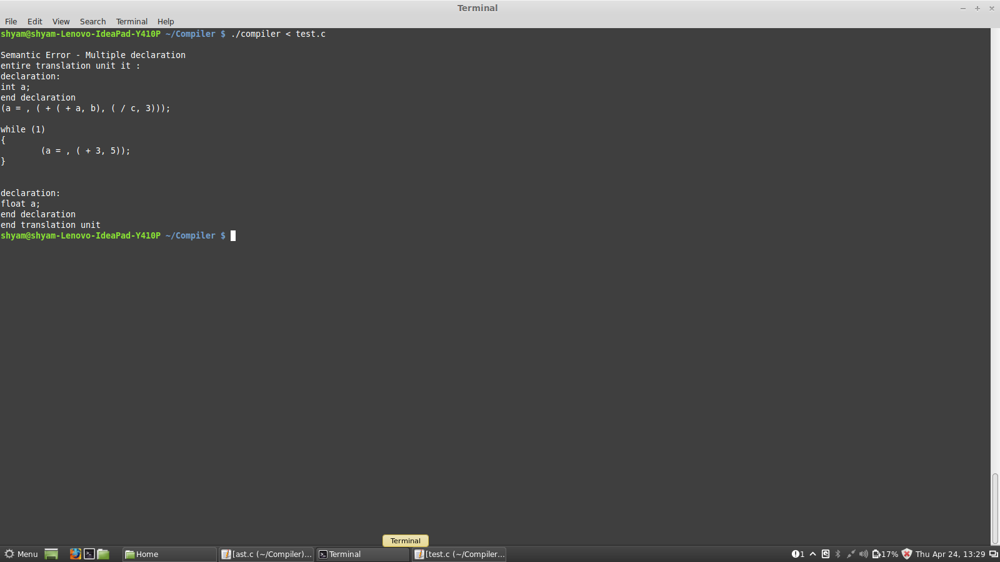 Terminal
File Edit View Search Terminal Help
shyam@shyam-Lenovo-IdeaPad-Y410P ~/Compiler $ ./compiler < test.c

Semantic Error - Multiple declaration
entire translation unit it :
declaration:
int a;
end declaration
(a = , ( + ( + a, b), ( / c, 3)));

while (1)
{
        (a = , ( + 3, 5));
}

declaration:
float a;
end declaration
end translation unit
shyam@shyam-Lenovo-IdeaPad-Y410P ~/Compiler $
Terminal
Menu Home [ast.c (~/Compiler)... Terminal [test.c (~/Compiler... 1 17% Thu Apr 24, 13:29